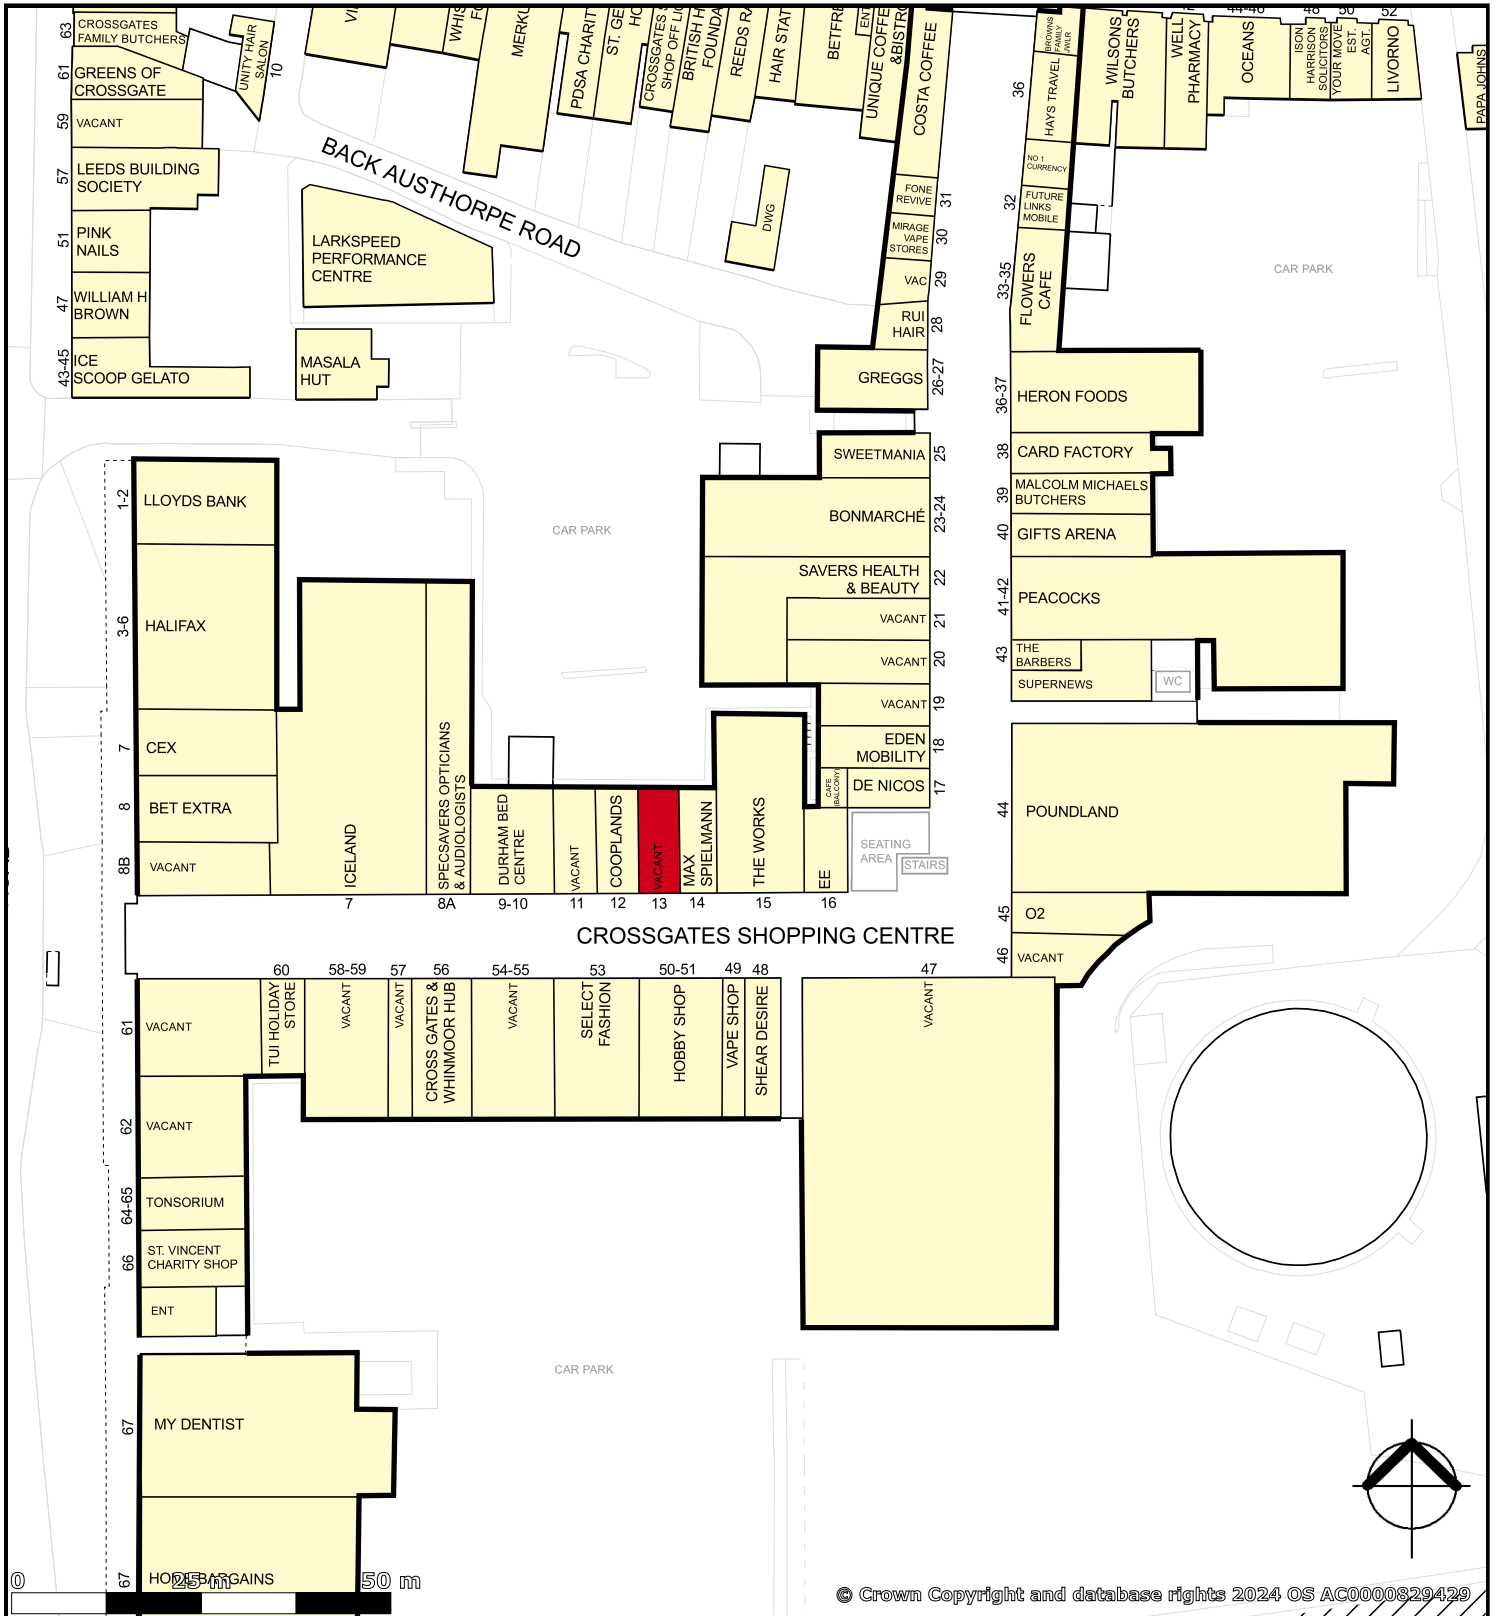 63
CROSSGATES
FAMILY BUTCHERS
61
GREENS OF
CROSSGATE
59
VACANT
57
LEEDS BUILDING
SOCIETY
51
PINK
NAILS
47
WILLIAM H
BROWN
43-45
ICE
SCOOP GELATO
UNITY HAIR
SALON
10
LARKSPEED
PERFORMANCE
CENTRE
MASALA
HUT
BACK AUSTHORPE ROAD
PDSA CHARIT
BRITISH H
FOUNDA
REEDS RA
HAIR STAT
BETFRE
ENT
UNIQUE COFFE
&BISTRO
COSTA COFFEE
DWG
FONE
REVIVE
31
MIRAGE
VAPE
STORES
30
VAC
29
RUI
HAIR
28
GREGGS
26-27
SWEETMANIA
25
BONMARCHÉ
23-24
SAVERS HEALTH
& BEAUTY
22
VACANT
21
VACANT
20
VACANT
19
EDEN
MOBILITY
18
CAFE
(BALCONY)
DE NICOS
17
SEATING
AREA
STAIRS
36
BROWNS
FAMILY
JWLR
HAYS TRAVEL
NO 1
CURRENCY
32
FUTURE
LINKS
MOBILE
33-35
FLOWERS
CAFE
36-37
HERON FOODS
38
CARD FACTORY
39
MALCOLM MICHAELS
BUTCHERS
40
GIFTS ARENA
41-42
PEACOCKS
43
THE
BARBERS
SUPERNEWS
WC
44
POUNDLAND
45
O2
46
VACANT
WILSONS
BUTCHERS
WELL
PHARMACY
OCEANS
ISON
HARRISON
SOLICITORS
YOUR MOVE
EST.
AGT.
52
LIVORNO
PAPA JOHNS
CAR PARK
CAR PARK
1-2
LLOYDS BANK
3-6
HALIFAX
7
CEX
8
BET EXTRA
8B
VACANT
ICELAND
7
SPECSAVERS OPTICIANS
& AUDIOLOGISTS
8A
DURHAM BED
CENTRE
9-10
VACANT
11
COOPLANDS
12
VACANT
13
MAX
SPIELMANN
14
THE WORKS
15
EE
16
CROSSGATES SHOPPING CENTRE
61
VACANT
60
TUI HOLIDAY
STORE
58-59
VACANT
57
VACANT
56
CROSS GATES &
WHINMOOR HUB
54-55
VACANT
53
SELECT
FASHION
50-51
HOBBY SHOP
49
VAPE SHOP
48
SHEAR DESIRE
47
VACANT
62
VACANT
64-65
TONSORIUM
66
ST. VINCENT
CHARITY SHOP
ENT
67
MY DENTIST
67
HOME BARGAINS
CAR PARK
0 25 m 50 m
© Crown Copyright and database rights 2024 OS AC0000829429